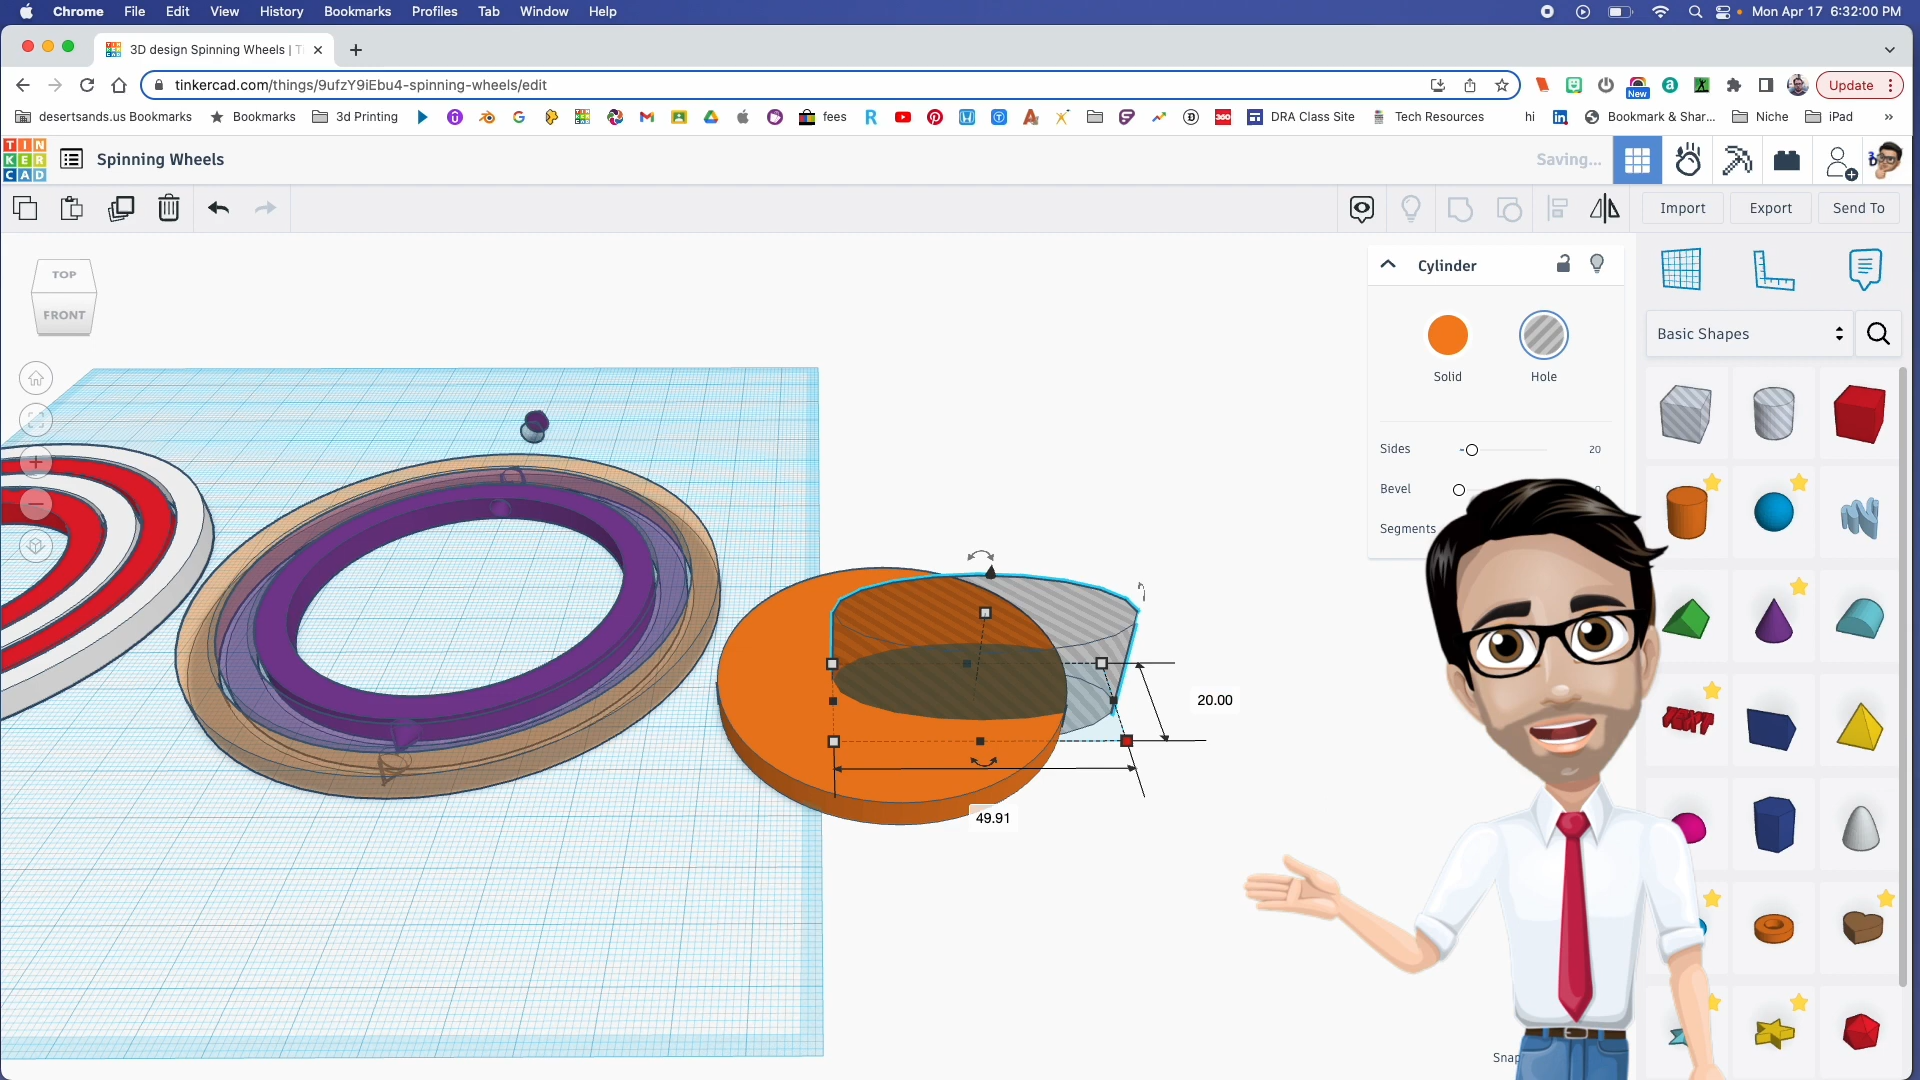 Chrome File Edit View History Bookmarks Profiles Tab Window Help Mon Apr 17 6:32:00 PM
3D design Spinning Wheels | T
tinkercad.com/things/9ufzY9iEbu4-spinning-wheels/edit New Update
desertsands.us Bookmarks Bookmarks 3d Printing fees DRA Class Site Tech Resources hi Bookmark & Shar... Niche iPad »
TINKERCAD Spinning Wheels Saving...
Import Export Send To
TOP
FRONT
Cylinder
Solid Hole
Basic Shapes
Sides 20
Bevel
Segments
20.00
49.91
TEXT
Snap